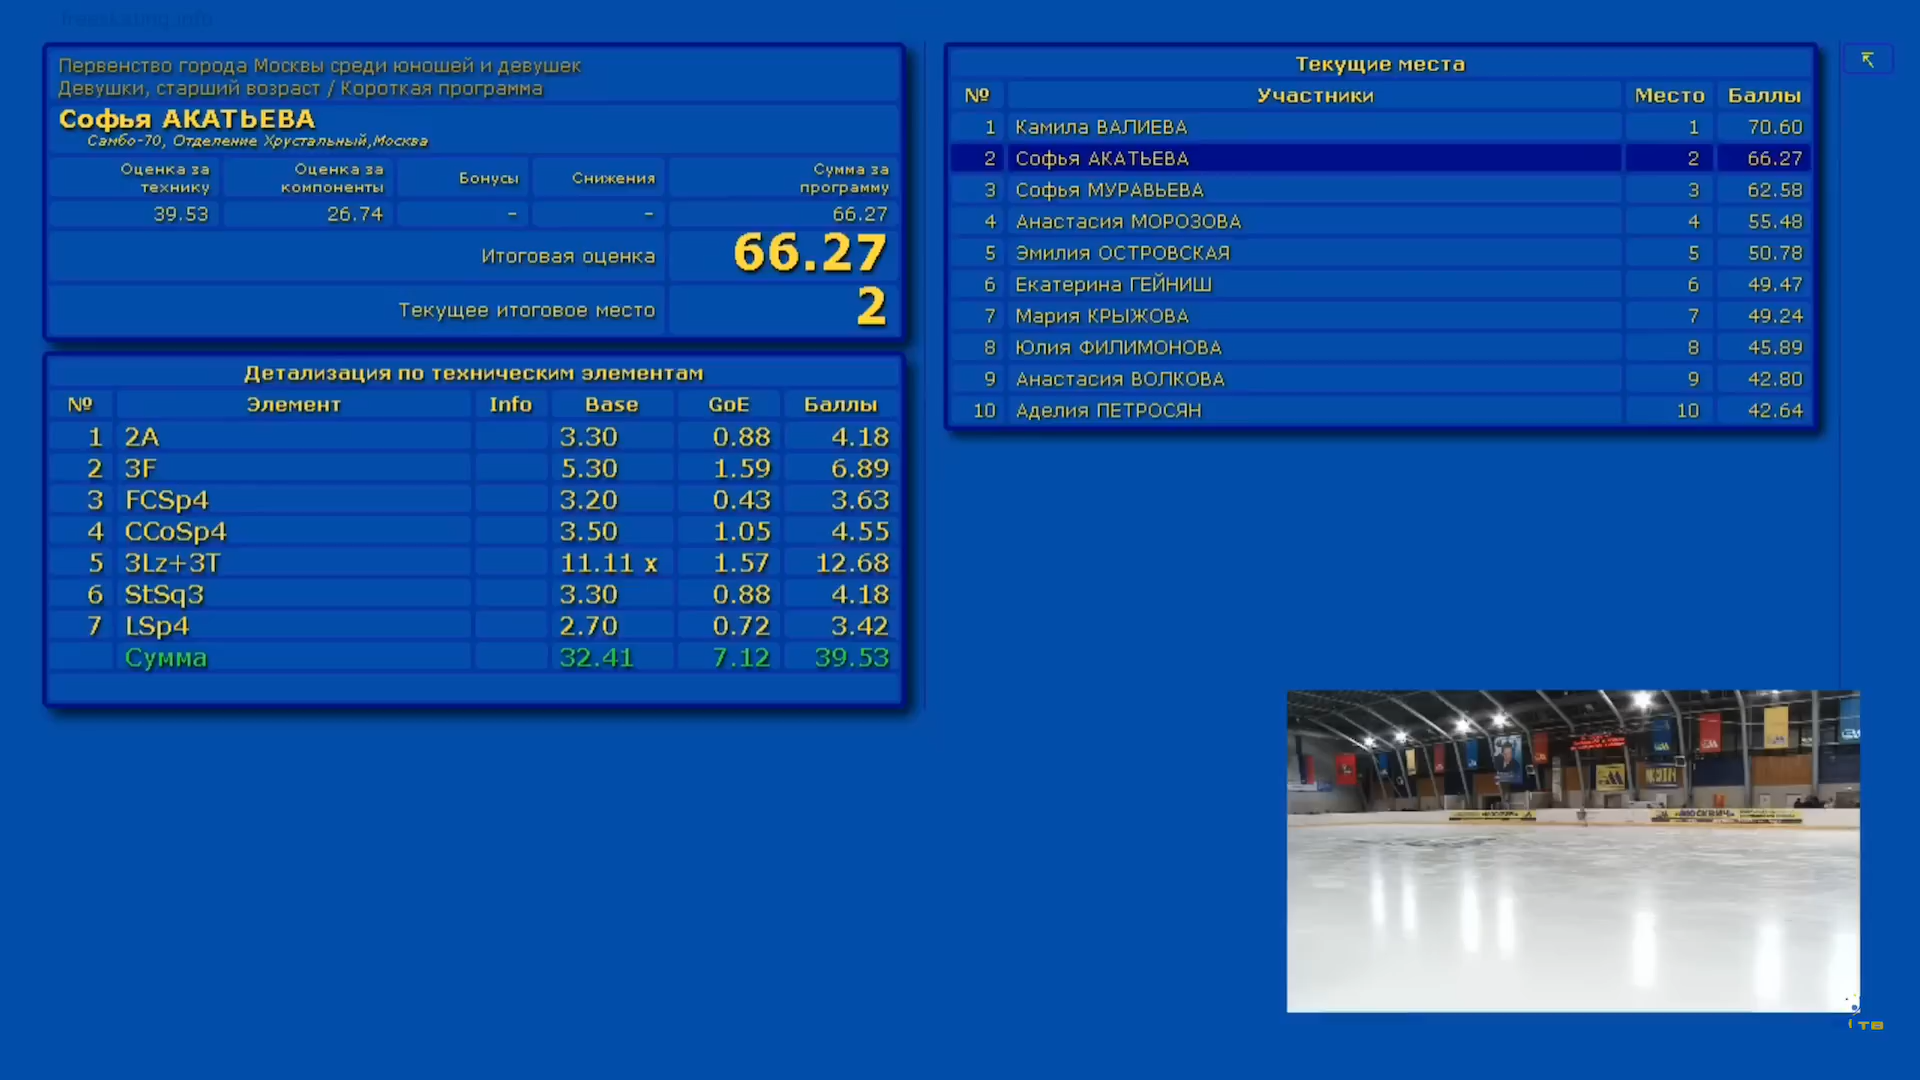 Первенство города Москвы среди юношей и девушек
Девушки, старший возраст / Короткая программа
Софья АКАТЬЕВА
Самбо-70, Отделение Хрустальный,Москва
Оценка за технику Оценка за компоненты Бонусы Снижения Сумма за программу
39.53 26.74 - - 66.27
Итоговая оценка 66.27
Текущее итоговое место 2
Детализация по техническим элементам
№ Элемент Info Base GoE Баллы
1 2A 3.30 0.88 4.18
2 3F 5.30 1.59 6.89
3 FCSp4 3.20 0.43 3.63
4 CCoSp4 3.50 1.05 4.55
5 3Lz+3T 11.11 x 1.57 12.68
6 StSq3 3.30 0.88 4.18
7 LSp4 2.70 0.72 3.42
Сумма 32.41 7.12 39.53
Текущие места
№ Участники Место Баллы
1 Камила ВАЛИЕВА 1 70.60
2 Софья АКАТЬЕВА 2 66.27
3 Софья МУРАВЬЕВА 3 62.58
4 Анастасия МОРОЗОВА 4 55.48
5 Эмилия ОСТРОВСКАЯ 5 50.78
6 Екатерина ГЕЙНИШ 6 49.47
7 Мария КРЫЖОВА 7 49.24
8 Юлия ФИЛИМОНОВА 8 45.89
9 Анастасия ВОЛКОВА 9 42.80
10 Аделия ПЕТРОСЯН 10 42.64
«МОСКВИЧ»
ТВ